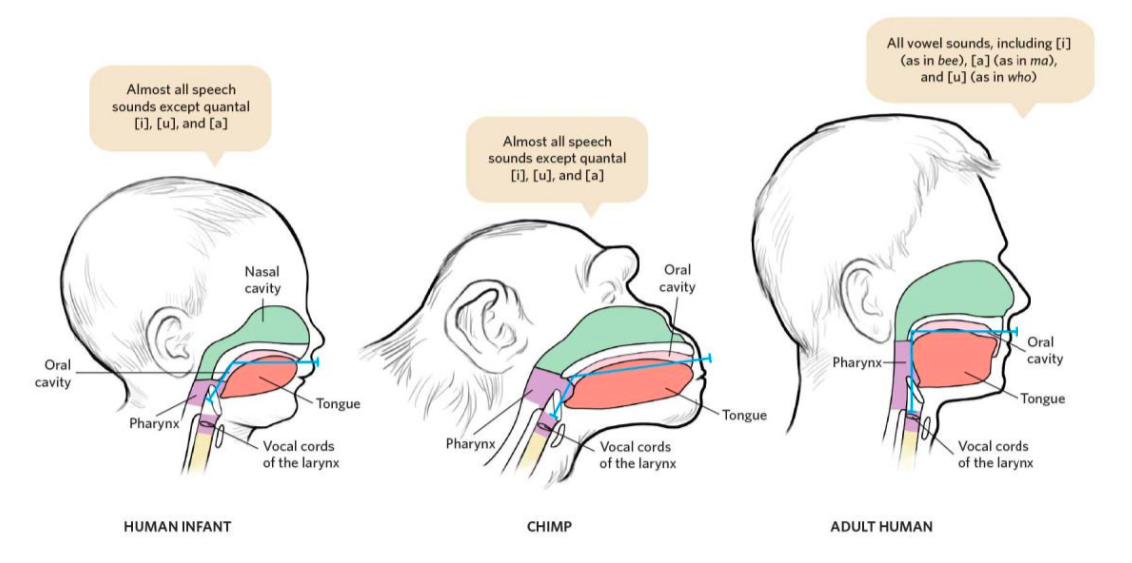 Almost all speech
sounds except quantal
[i], [u], and [a]
Nasal
cavity
Oral
cavity
Pharynx
Tongue
Vocal cords
of the larynx
HUMAN INFANT
Almost all speech
sounds except quantal
[i], [u], and [a]
Oral
cavity
Pharynx
Tongue
Vocal cords
of the larynx
CHIMP
All vowel sounds, including [i]
(as in bee), [a] (as in ma),
and [u] (as in who)
Pharynx
Oral
cavity
Tongue
Vocal cords
of the larynx
ADULT HUMAN